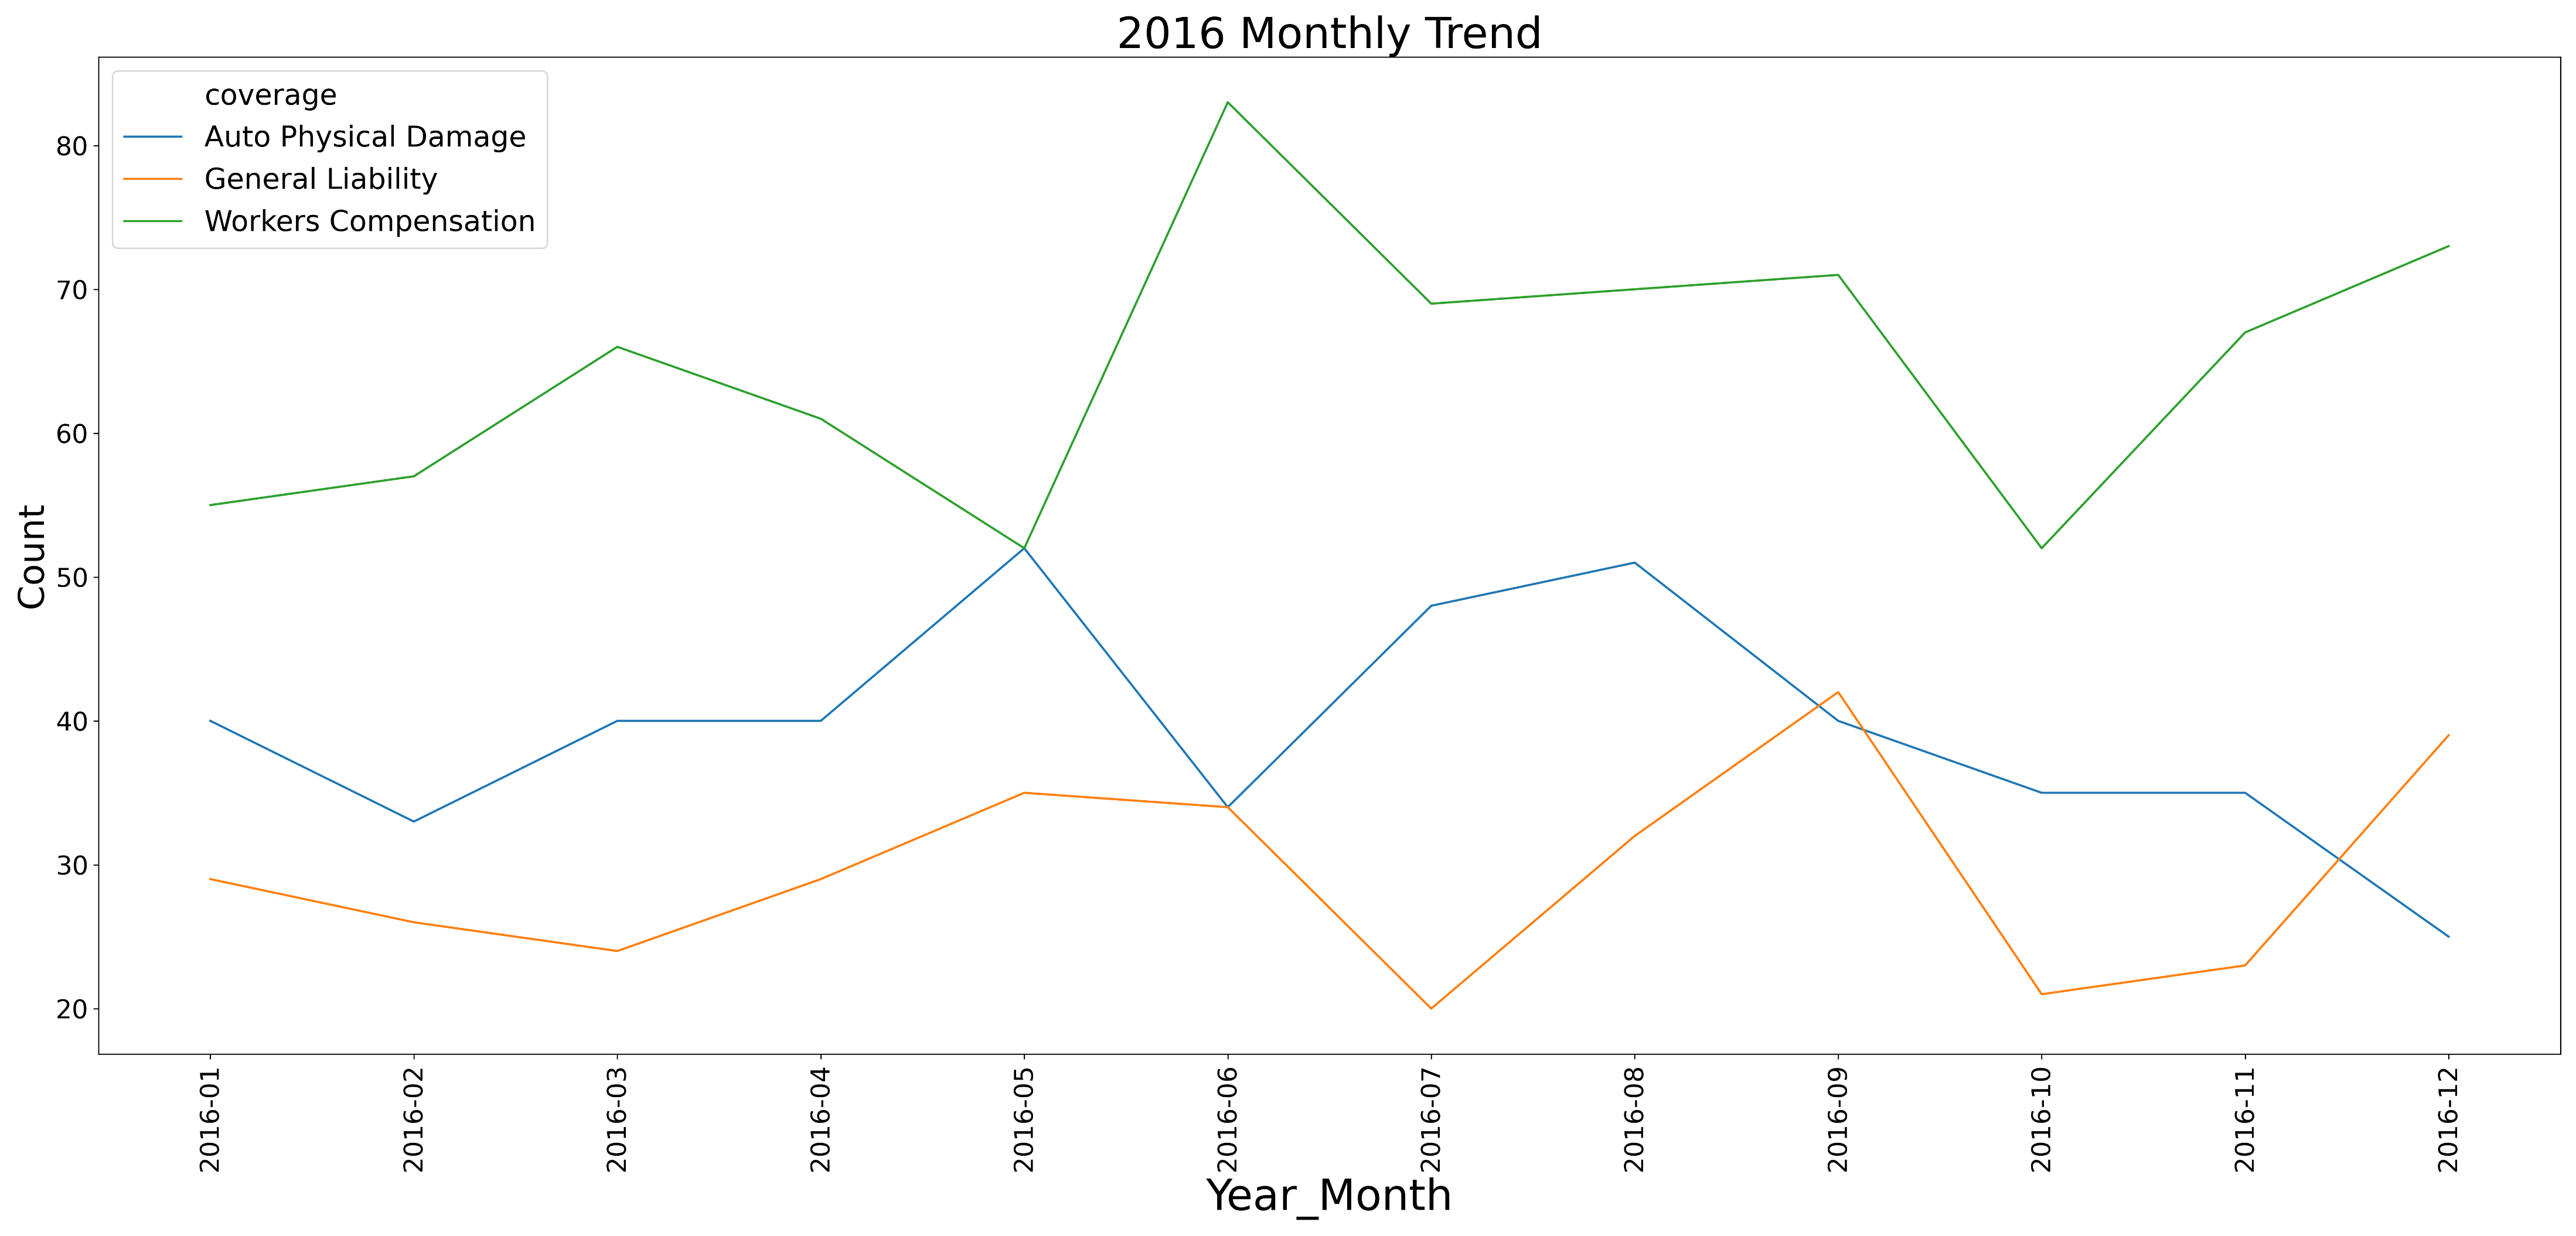 2016 Monthly Trend
coverage
Auto Physical Damage
General Liability
Workers Compensation
Count
80
70
60
50
40
30
20
2016-01
2016-02
2016-03
2016-04
2016-05
2016-06
2016-07
2016-08
2016-09
2016-10
2016-11
2016-12
Year_Month